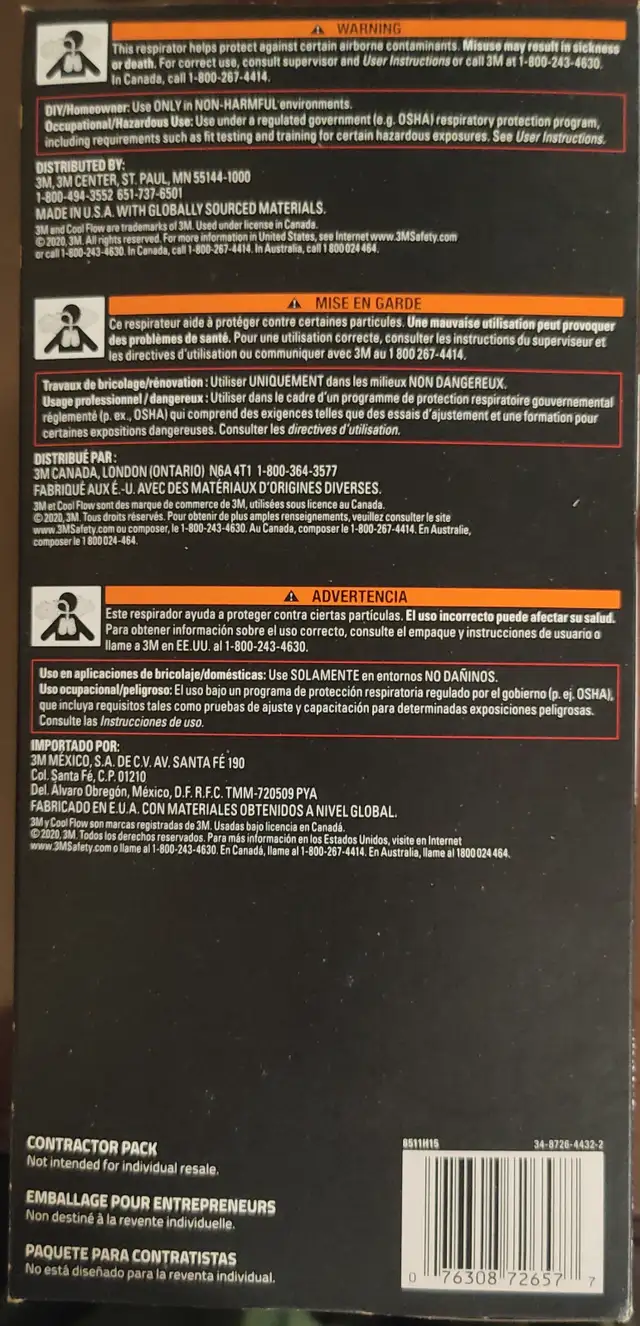 ⚠ WARNING
This respirator helps protect against certain airborne contaminants. Misuse may result in sickness
or death. For correct use, consult supervisor and User Instructions or call 3M at 1-800-243-4630.
In Canada, call 1-800-267-4414.
DIY/Homeowner: Use ONLY in NON-HARMFUL environments.
Occupational/Hazardous Use: Use under a regulated government (e.g. OSHA) respiratory protection program,
including requirements such as fit testing and training for certain hazardous exposures. See User Instructions.
DISTRIBUTED BY:
3M, 3M CENTER, ST. PAUL, MN 55144-1000
1-800-494-3552 651-737-6501
MADE IN U.S.A. WITH GLOBALLY SOURCED MATERIALS.
3M and Cool Flow are trademarks of 3M. Used under license in Canada.
© 2020, 3M. All rights reserved. For more information in United States, see Internet www.3MSafety.com
or call 1-800-243-4630. In Canada, call 1-800-267-4414. In Australia, call 1 800 024 464.
⚠ MISE EN GARDE
Ce respirateur aide à protéger contre certaines particules. Une mauvaise utilisation peut provoquer
des problèmes de santé. Pour une utilisation correcte, consulter les instructions du superviseur et
les directives d'utilisation ou communiquer avec 3M au 1 800 267-4414.
Travaux de bricolage/rénovation : Utiliser UNIQUEMENT dans les milieux NON DANGEREUX.
Usage professionnel / dangereux : Utiliser dans le cadre d'un programme de protection respiratoire gouvernemental
réglementé (p. ex., OSHA) qui comprend des exigences telles que des essais d'ajustement et une formation pour
certaines expositions dangereuses. Consulter les directives d'utilisation.
DISTRIBUÉ PAR :
3M CANADA, LONDON (ONTARIO) N6A 4T1 1-800-364-3577
FABRIQUÉ AUX É.-U. AVEC DES MATÉRIAUX D'ORIGINES DIVERSES.
3M et Cool Flow sont des marque de commerce de 3M, utilisées sous licence au Canada.
© 2020, 3M. Tous droits réservés. Pour obtenir de plus amples renseignements, veuillez consulter le site
www.3MSafety.com ou composer, le 1-800-243-4630. Au Canada, composer le 1-800-267-4414. En Australie,
composer le 1 800 024-464.
⚠ ADVERTENCIA
Este respirador ayuda a proteger contra ciertas partículas. El uso incorrecto puede afectar su salud.
Para obtener información sobre el uso correcto, consulte el empaque y instrucciones de usuario o
llame a 3M en EE.UU. al 1-800-243-4630.
Uso en aplicaciones de bricolaje/domésticas: Use SOLAMENTE en entornos NO DAÑINOS.
Uso ocupacional/peligroso: El uso bajo un programa de protección respiratoria regulado por el gobierno (p. ej. OSHA),
que incluya requisitos tales como pruebas de ajuste y capacitación para determinadas exposiciones peligrosas.
Consulte las Instrucciones de uso.
IMPORTADO POR:
3M MÉXICO, S.A. DE C.V. AV. SANTA FÉ 190
Col. Santa Fé, C.P. 01210
Del. Álvaro Obregón, México, D.F. R.F.C. TMM-720509 PYA
FABRICADO EN E.U.A. CON MATERIALES OBTENIDOS A NIVEL GLOBAL.
3M y Cool Flow son marcas registradas de 3M. Usadas bajo licencia en Canadá.
© 2020, 3M. Todos los derechos reservados. Para más información en los Estados Unidos, visite en Internet
www.3MSafety.com o llame al 1-800-243-4630. En Canadá, llame al 1-800-267-4414. En Australia, llame al 1800 024 464.
CONTRACTOR PACK
Not intended for individual resale.
EMBALLAGE POUR ENTREPRENEURS
Non destiné à la revente individuelle.
PAQUETE PARA CONTRATISTAS
No está diseñado para la reventa individual.
8511H15 34-8726-4432-2
0 76308 72657 7